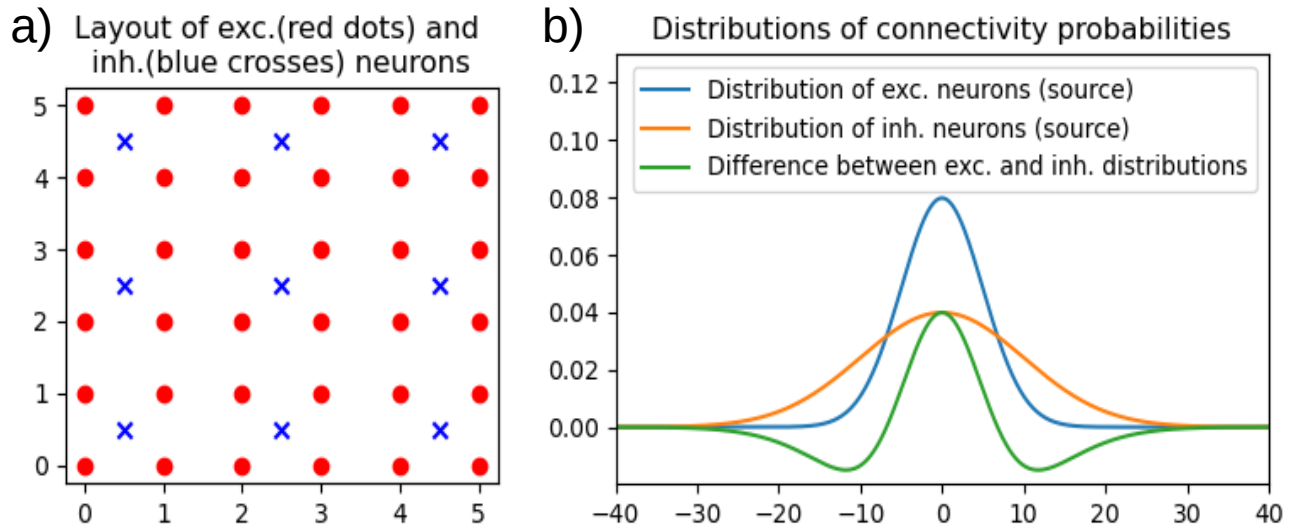 a)
Layout of exc.(red dots) and
inh.(blue crosses) neurons
5
4
3
2
1
0
0 1 2 3 4 5
b)
Distributions of connectivity probabilities
Distribution of exc. neurons (source)
Distribution of inh. neurons (source)
Difference between exc. and inh. distributions
0.12
0.10
0.08
0.06
0.04
0.02
0.00
−40 −30 −20 −10 0 10 20 30 40